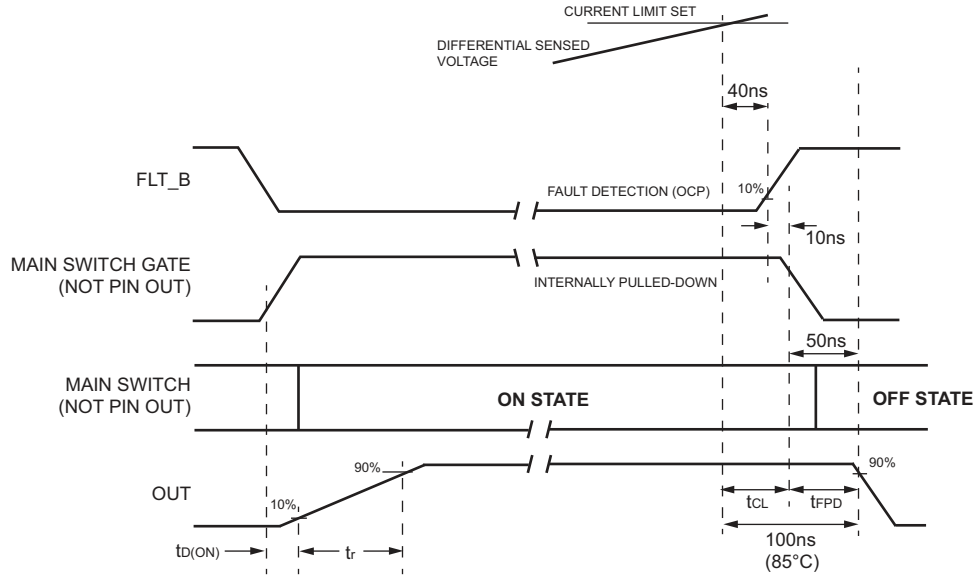 CURRENT LIMIT SET
DIFFERENTIAL SENSED
VOLTAGE
40ns
FLT_B
FAULT DETECTION (OCP)
10%
10ns
MAIN SWITCH GATE
(NOT PIN OUT)
INTERNALLY PULLED-DOWN
50ns
MAIN SWITCH
(NOT PIN OUT)
ON STATE
OFF STATE
90%
90%
OUT
10%
tCL
tFPD
tD(ON)
tr
100ns
(85°C)